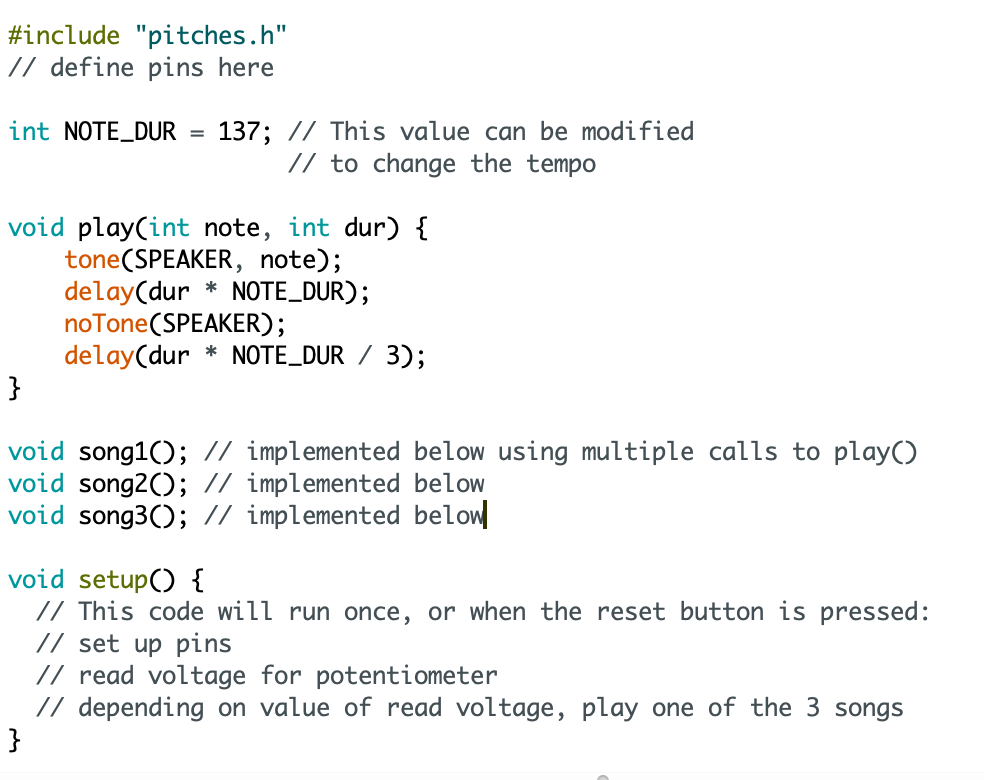 #include "pitches.h"
// define pins here
int NOTE_DUR = 137; // This value can be modified
// to change the tempo
void play(int note, int dur) {
tone(SPEAKER, note);
delay(dur * NOTE_DUR);
noTone(SPEAKER);
delay(dur * NOTE_DUR / 3);
}
void song1(); // implemented below using multiple calls to play()
void song2(); // implemented below
void song3(); // implemented below
void setup() {
// This code will run once, or when the reset button is pressed:
// set up pins
// read voltage for potentiometer
// depending on value of read voltage, play one of the 3 songs
}